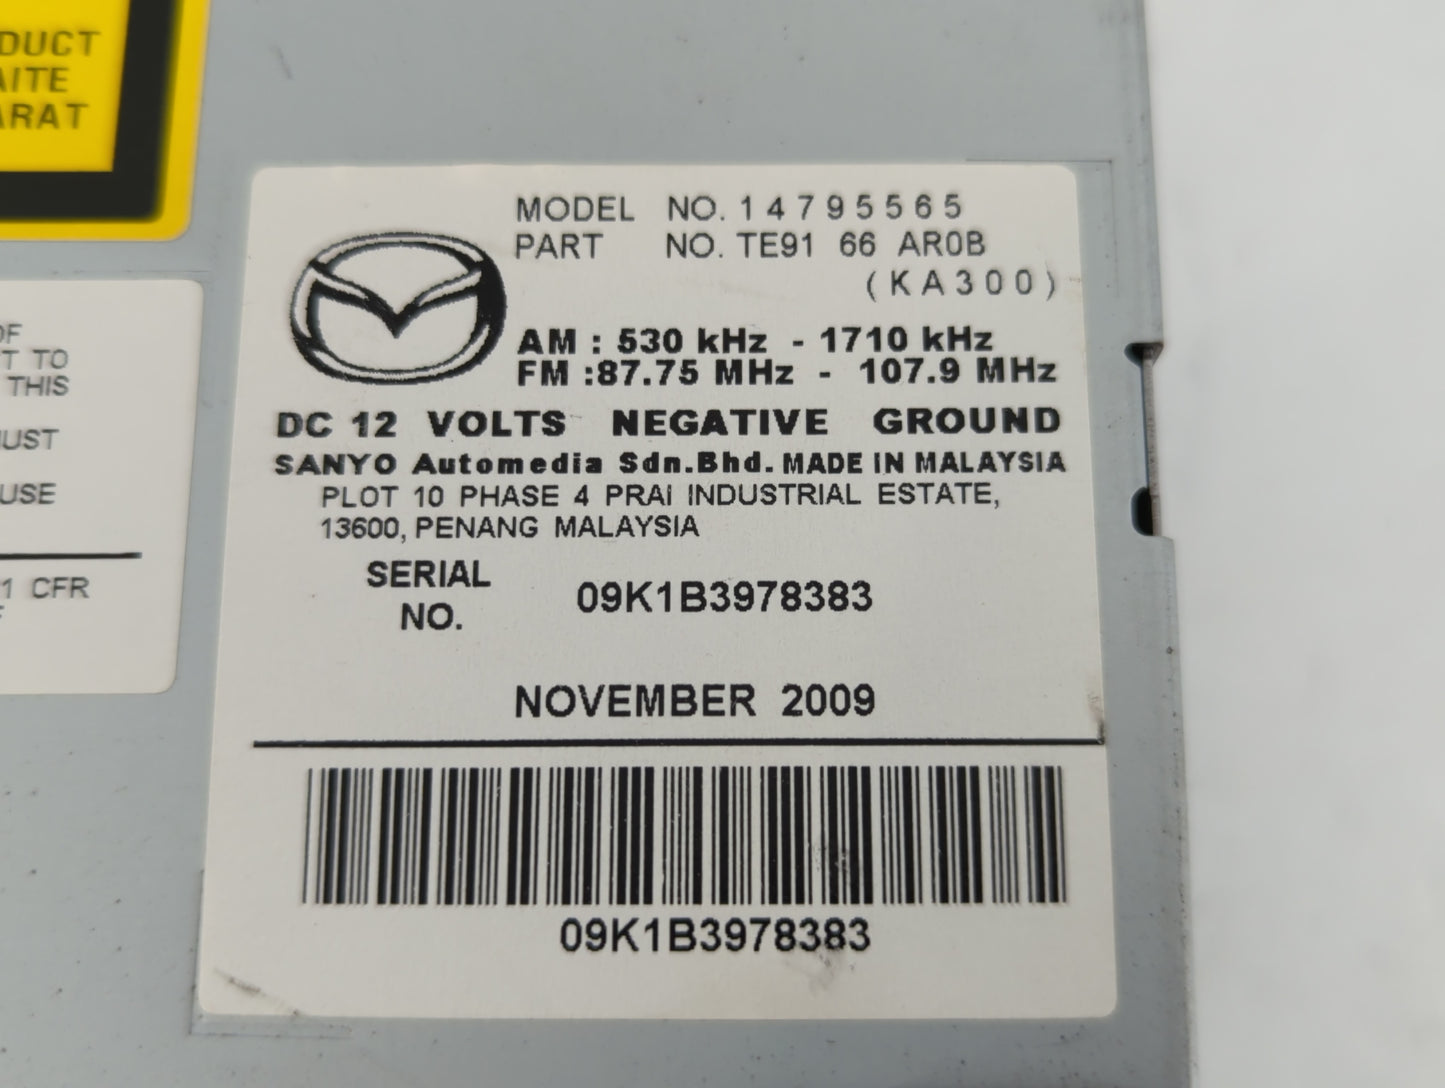 DUCT
AITE
ARAT
OF
T TO
THIS
UST
USE
1 CFR
MODEL NO. 14795565
PART NO. TE91 66 AR0B
(KA300)
AM : 530 kHz - 1710 kHz
FM :87.75 MHz - 107.9 MHz
DC 12 VOLTS NEGATIVE GROUND
SANYO Automedia Sdn.Bhd. MADE IN MALAYSIA
PLOT 10 PHASE 4 PRAI INDUSTRIAL ESTATE,
13600, PENANG MALAYSIA
SERIAL
NO.
09K1B3978383
NOVEMBER 2009
09K1B3978383